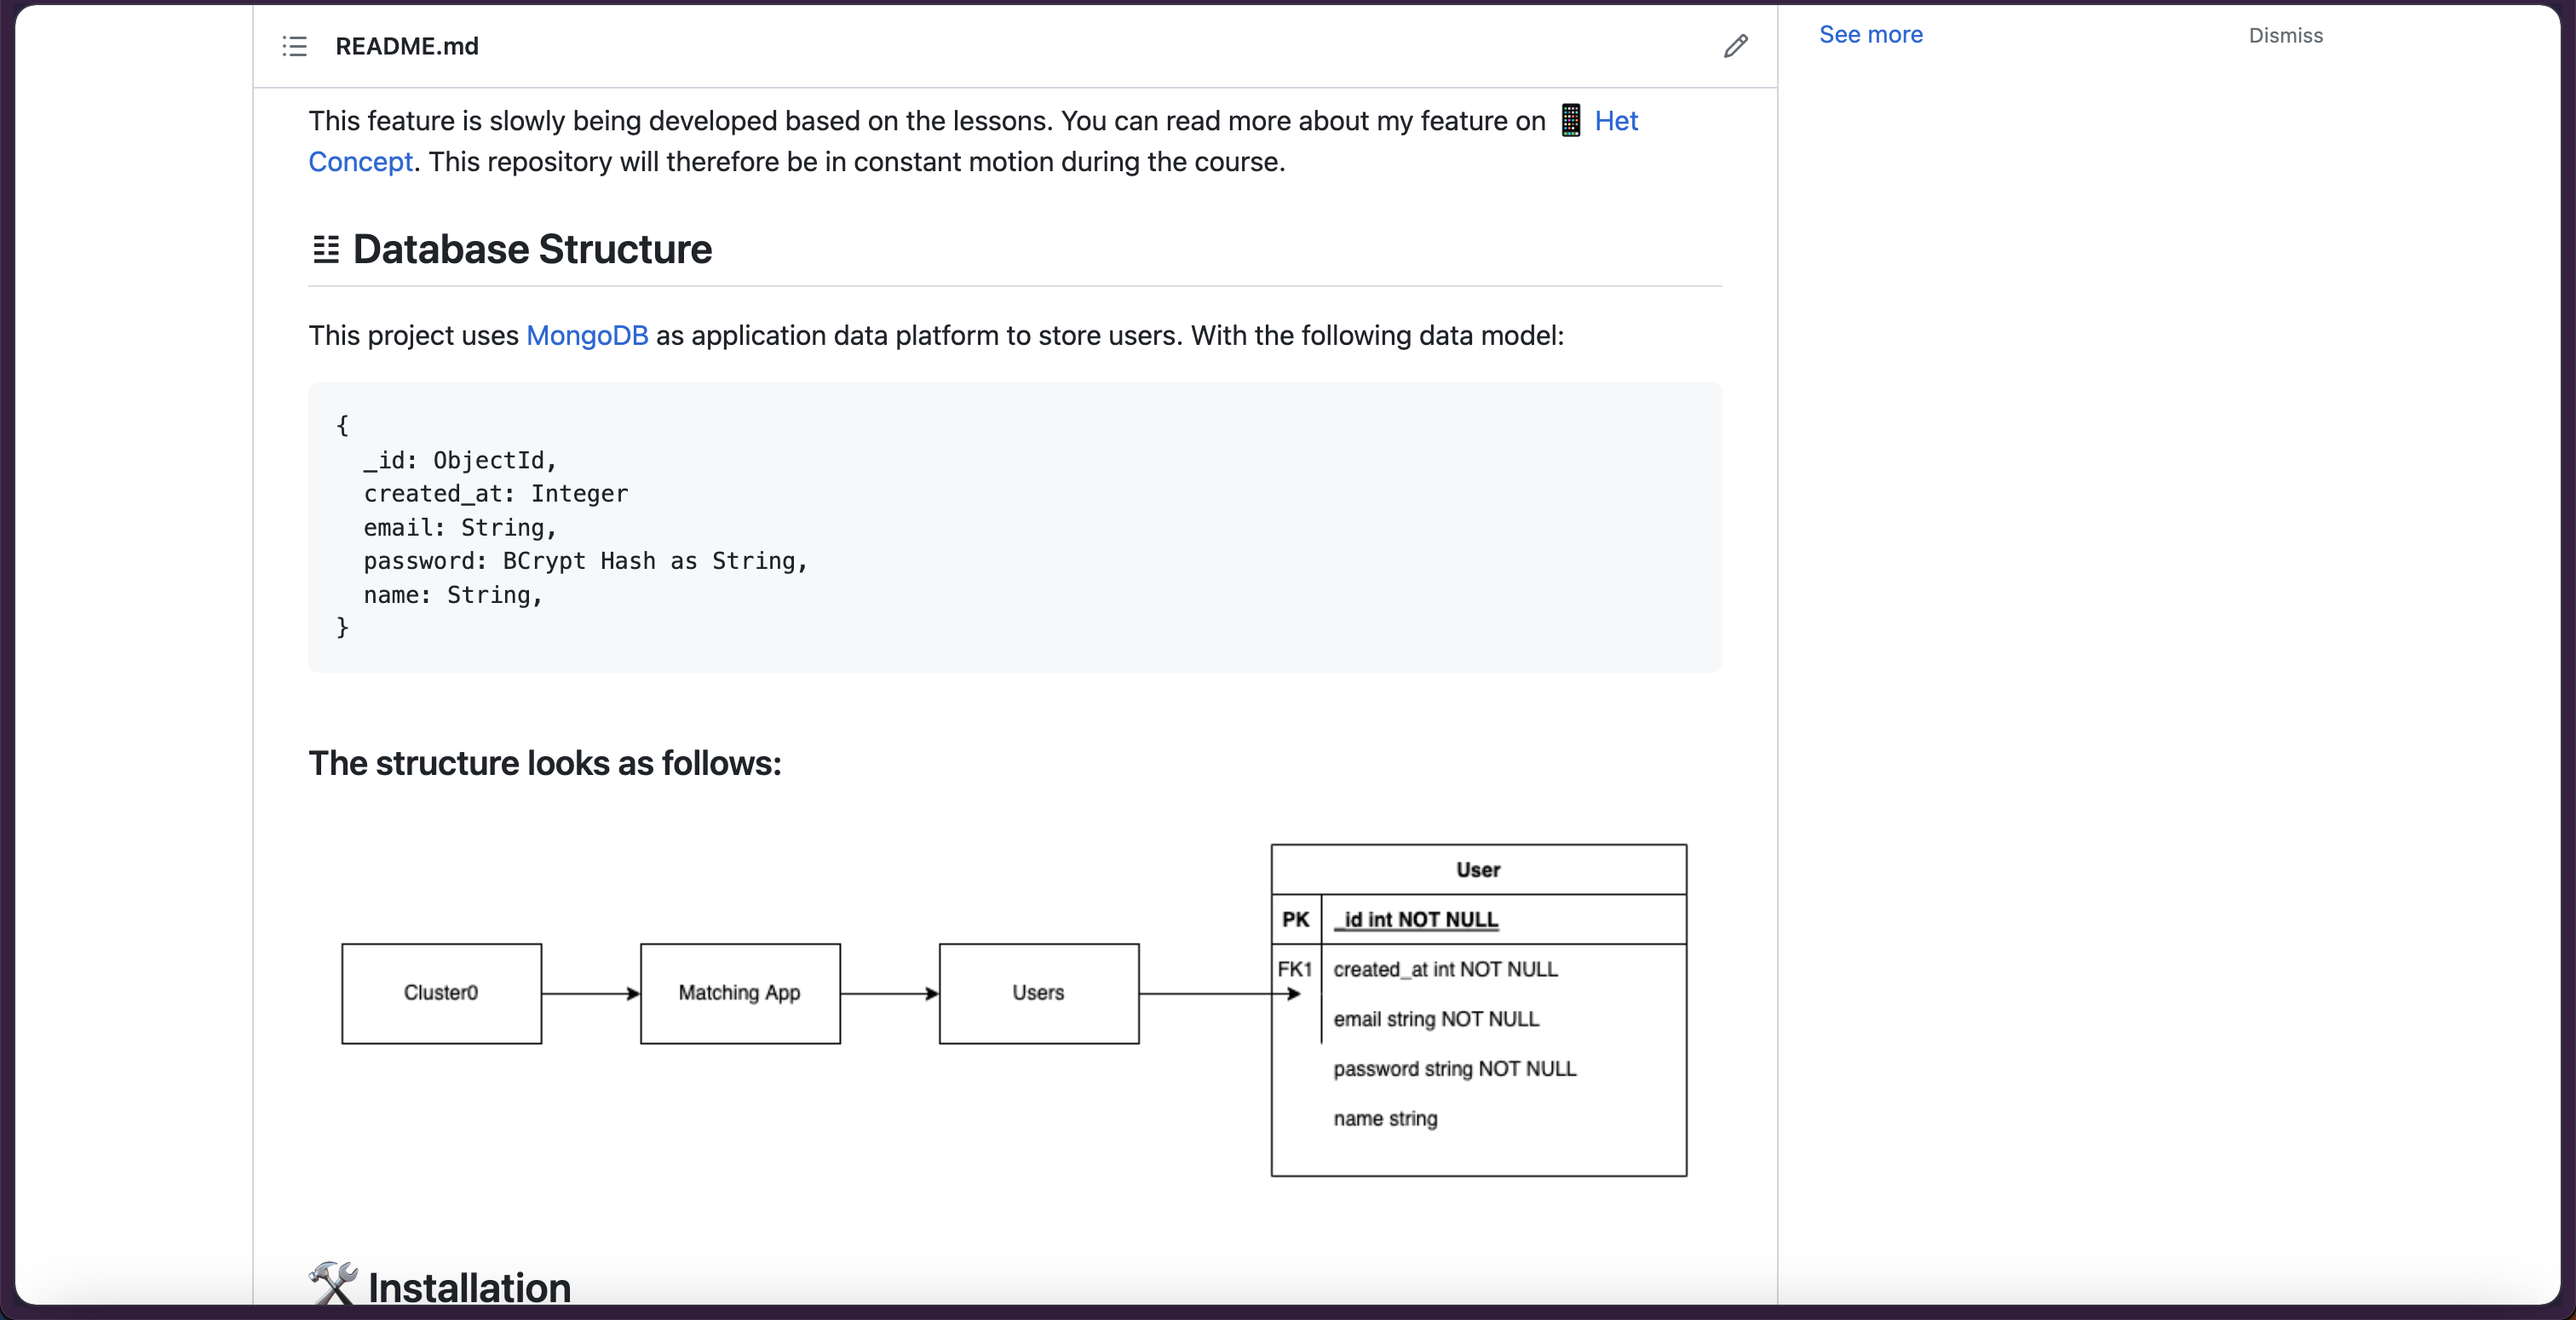 README.md
See more
Dismiss
This feature is slowly being developed based on the lessons. You can read more about my feature on 📱 Het
Concept. This repository will therefore be in constant motion during the course.
Database Structure
This project uses MongoDB as application data platform to store users. With the following data model:
{
  _id: ObjectId,
  created_at: Integer
  email: String,
  password: BCrypt Hash as String,
  name: String,
}
The structure looks as follows:
Cluster0
Matching App
Users
User
PK _id int NOT NULL
FK1 created_at int NOT NULL
email string NOT NULL
password string NOT NULL
name string
🛠 Installation